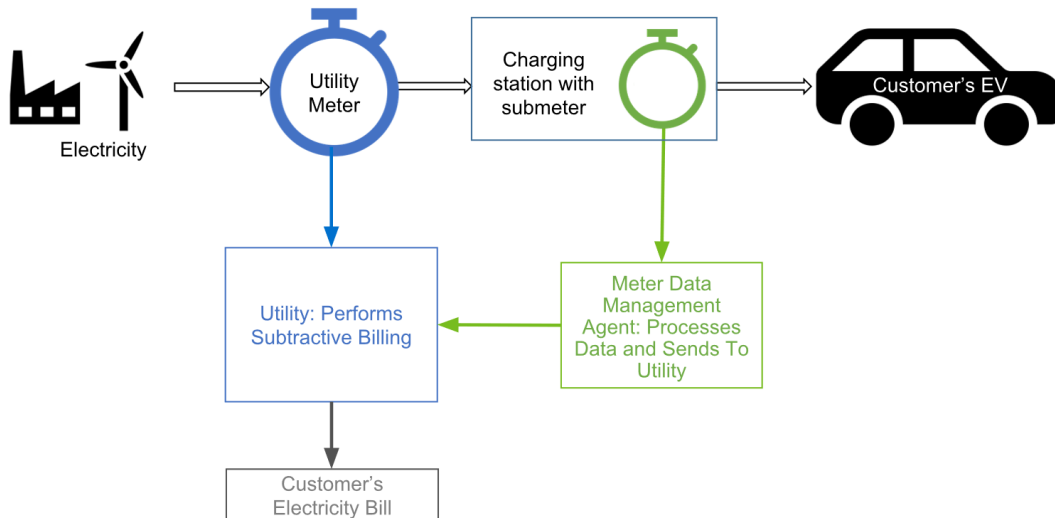 Electricity
Utility
Meter
Charging
station with
submeter
Customer's EV
Utility: Performs
Subtractive Billing
Meter Data
Management
Agent: Processes
Data and Sends To
Utility
Customer's
Electricity Bill